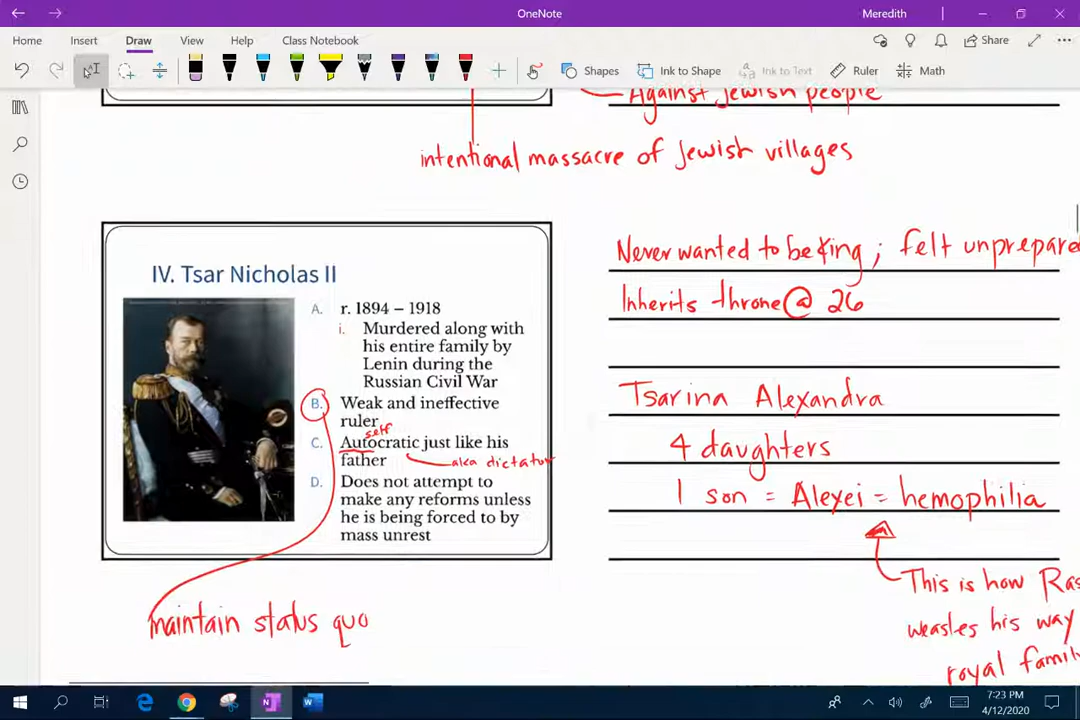 OneNote
Meredith
Home Insert Draw View Help Class Notebook Share
Shapes Ink to Shape Ink to Text Ruler Math
Against Jewish people
intentional massacre of Jewish villages
IV. Tsar Nicholas II
A. r. 1894 – 1918
i. Murdered along with
his entire family by
Lenin during the
Russian Civil War
B. Weak and ineffective
ruler
self
C. Autocratic just like his
father
aka dictator
D. Does not attempt to
make any reforms unless
he is being forced to by
mass unrest
maintain status quo
Never wanted to be king; felt unprepare
Inherits throne @ 26
Tsarina Alexandra
4 daughters
1 son = Alexei = hemophilia
This is how Ras
weasles his way
royal famil
7:23 PM
4/12/2020